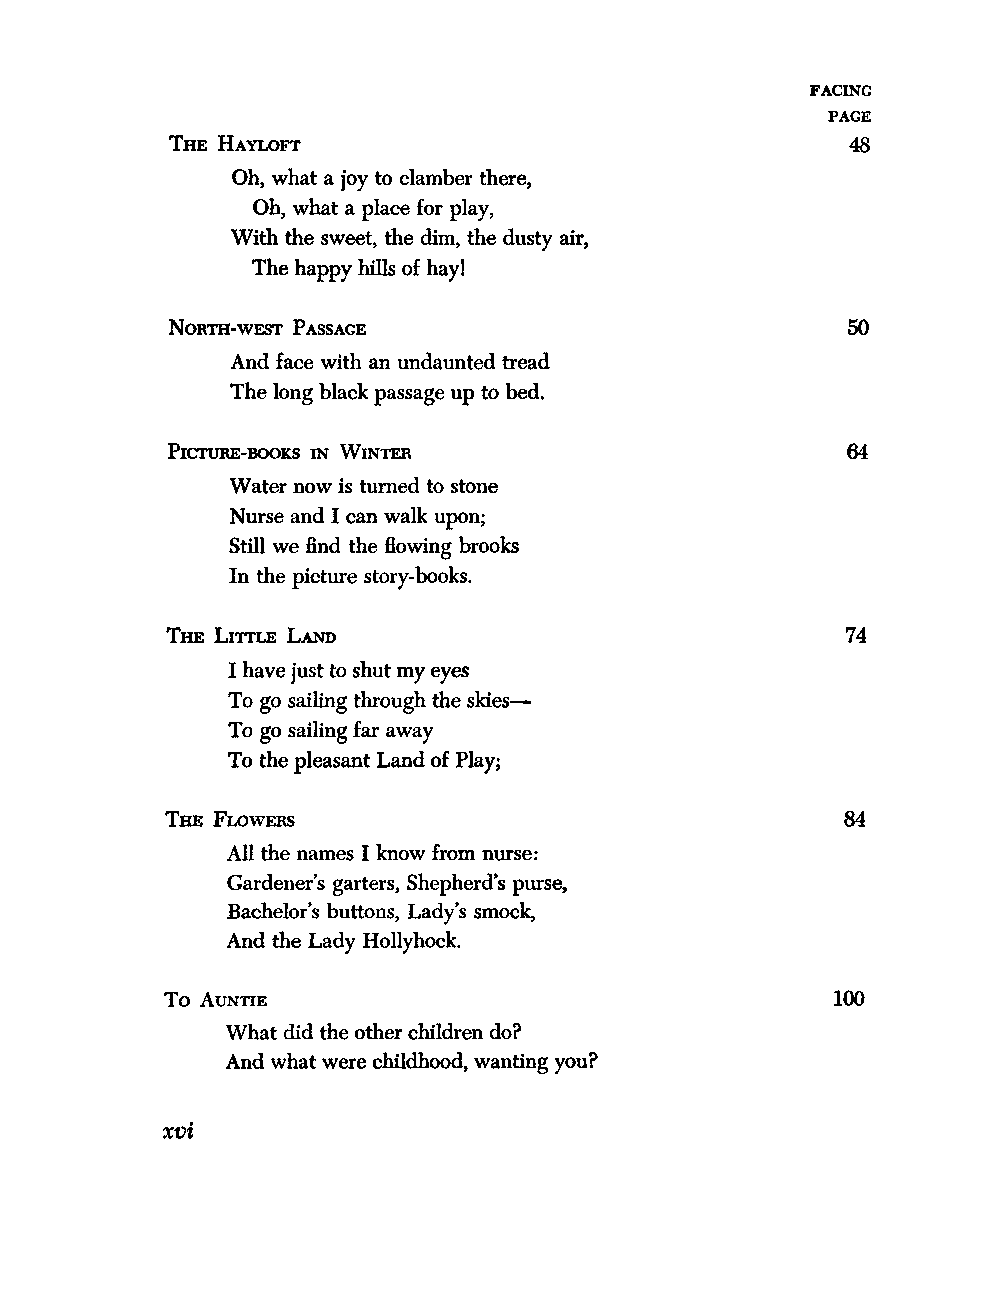 FACING
PAGE
THE HAYLOFT 48
Oh, what a joy to clamber there,
Oh, what a place for play,
With the sweet, the dim, the dusty air,
The happy hills of hay!
NORTH-WEST PASSAGE 50
And face with an undaunted tread
The long black passage up to bed.
PICTURE-BOOKS IN WINTER 64
Water now is turned to stone
Nurse and I can walk upon;
Still we find the flowing brooks
In the picture story-books.
THE LITTLE LAND 74
I have just to shut my eyes
To go sailing through the skies—
To go sailing far away
To the pleasant Land of Play;
THE FLOWERS 84
All the names I know from nurse:
Gardener's garters, Shepherd's purse,
Bachelor's buttons, Lady's smock,
And the Lady Hollyhock.
TO AUNTIE 100
What did the other children do?
And what were childhood, wanting you?
xvi